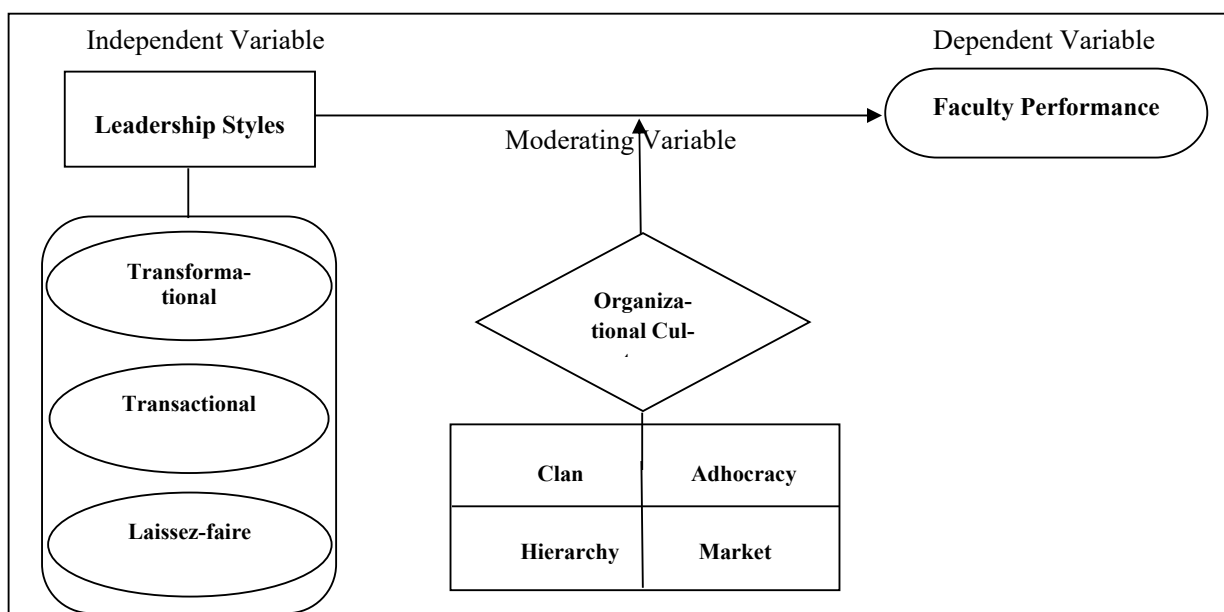 Independent Variable
Dependent Variable
Leadership Styles
Faculty Performance
Moderating Variable
Transforma-
tional
Organiza-
tional Cul-
Transactional
Clan
Adhocracy
Laissez-faire
Hierarchy
Market